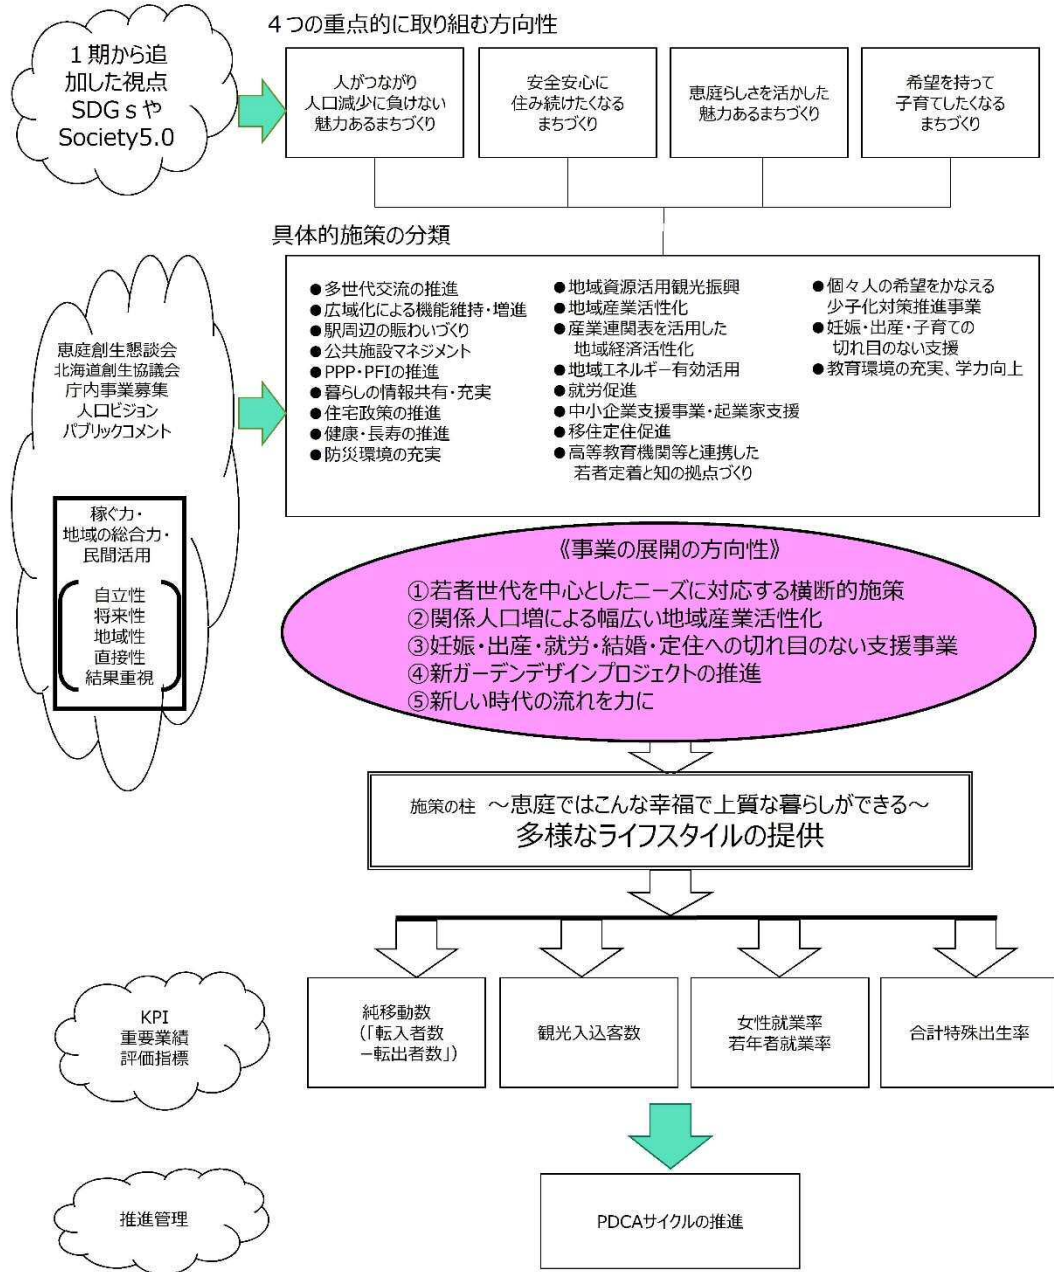 4つの重点的に取り組む方向性
1期から追
加した視点
SDGsや
Society5.0
人がつながり
人口減少に負けない
魅力あるまちづくり
安全安心に
住み続けたくなる
まちづくり
恵庭らしさを活かした
魅力あるまちづくり
希望を持って
子育てしたくなる
まちづくり
具体的施策の分類
恵庭創生懇談会
北海道創生協議会
庁内事業募集
人口ビジョン
パブリックコメント
稼ぐ力・
地域の総合力・
民間活用
自立性
将来性
地域性
直接性
結果重視
●多世代交流の推進
●広域化による機能維持・増進
●駅周辺の賑わいづくり
●公共施設マネジメント
●PPP・PFIの推進
●暮らしの情報共有・充実
●住宅政策の推進
●健康・長寿の推進
●防災環境の充実
●地域資源活用観光振興
●地域産業活性化
●産業連関表を活用した
地域経済活性化
●地域エネルギー有効活用
●就労促進
●中小企業支援事業・起業家支援
●移住定住促進
●高等教育機関等と連携した
若者定着と知の拠点づくり
●個々人の希望をかなえる
少子化対策推進事業
●妊娠・出産・子育ての
切れ目のない支援
●教育環境の充実、学力向上
《事業の展開の方向性》
①若者世代を中心としたニーズに対応する横断的施策
②関係人口増による幅広い地域産業活性化
③妊娠・出産・就労・結婚・定住への切れ目のない支援事業
④新ガーデンデザインプロジェクトの推進
⑤新しい時代の流れを力に
施策の柱 ～恵庭ではこんな幸福で上質な暮らしができる～
多様なライフスタイルの提供
KPI
重要業績
評価指標
純移動数
(「転入者数
－転出者数」)
観光入込客数
女性就業率
若年者就業率
合計特殊出生率
推進管理
PDCAサイクルの推進